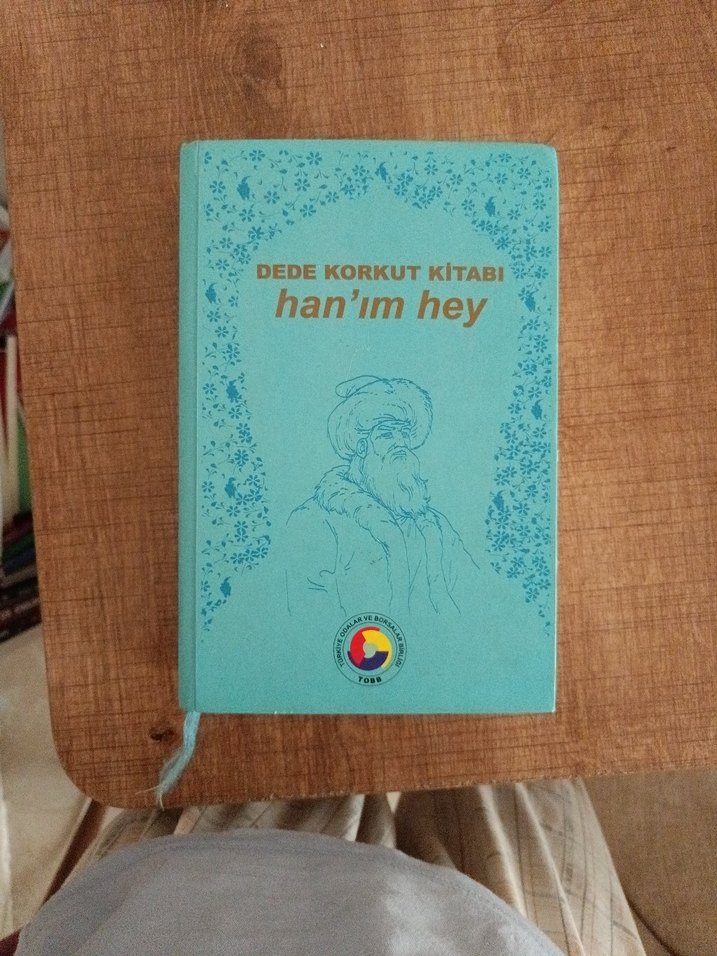 DEDE KORKUT KİTABI
han'ım hey
TÜRKİYE ODALAR VE BORSALAR BİRLİĞİ
TOBB